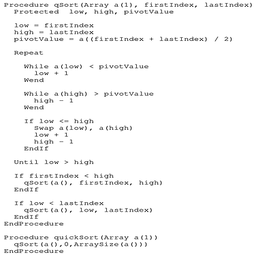 Procedure qSort(Array a(1), firstIndex, lastIndex)
Protected low, high, pivotValue
low = firstIndex
high = lastIndex
pivotValue = a((firstIndex + lastIndex) / 2)
Repeat
While a(low) < pivotValue
low + 1
Wend
While a(high) > pivotValue
high - 1
Wend
If low <= high
Swap a(low), a(high)
low + 1
high - 1
EndIf
Until low > high
If firstIndex < high
qSort(a(), firstIndex, high)
EndIf
If low < lastIndex
qSort(a(), low, lastIndex)
EndIf
EndProcedure
Procedure quickSort(Array a(1))
qSort(a(),0,ArraySize(a()))
EndProcedure